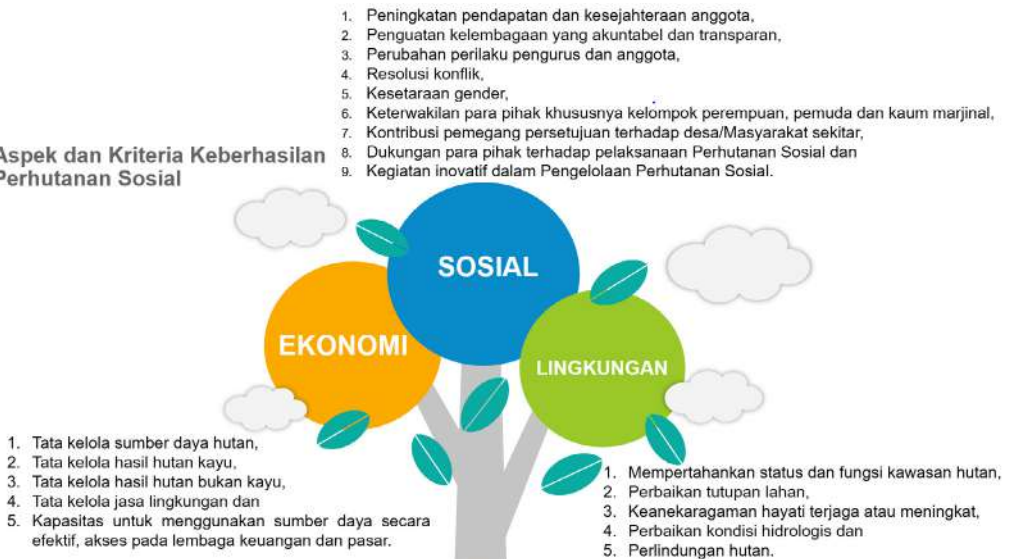 1. Peningkatan pendapatan dan kesejahteraan anggota,
2. Penguatan kelembagaan yang akuntabel dan transparan,
3. Perubahan perilaku pengurus dan anggota,
4. Resolusi konflik,
5. Kesetaraan gender,
6. Keterwakilan para pihak khususnya kelompok perempuan, pemuda dan kaum marjinal,
7. Kontribusi pemegang persetujuan terhadap desa/Masyarakat sekitar,
8. Dukungan para pihak terhadap pelaksanaan Perhutanan Sosial dan
9. Kegiatan inovatif dalam Pengelolaan Perhutanan Sosial.
Aspek dan Kriteria Keberhasilan
Perhutanan Sosial
SOSIAL
EKONOMI
LINGKUNGAN
1. Tata kelola sumber daya hutan,
2. Tata kelola hasil hutan kayu,
3. Tata kelola hasil hutan bukan kayu,
4. Tata kelola jasa lingkungan dan
5. Kapasitas untuk menggunakan sumber daya secara
efektif, akses pada lembaga keuangan dan pasar.
1. Mempertahankan status dan fungsi kawasan hutan,
2. Perbaikan tutupan lahan,
3. Keanekaragaman hayati terjaga atau meningkat,
4. Perbaikan kondisi hidrologis dan
5. Perlindungan hutan.